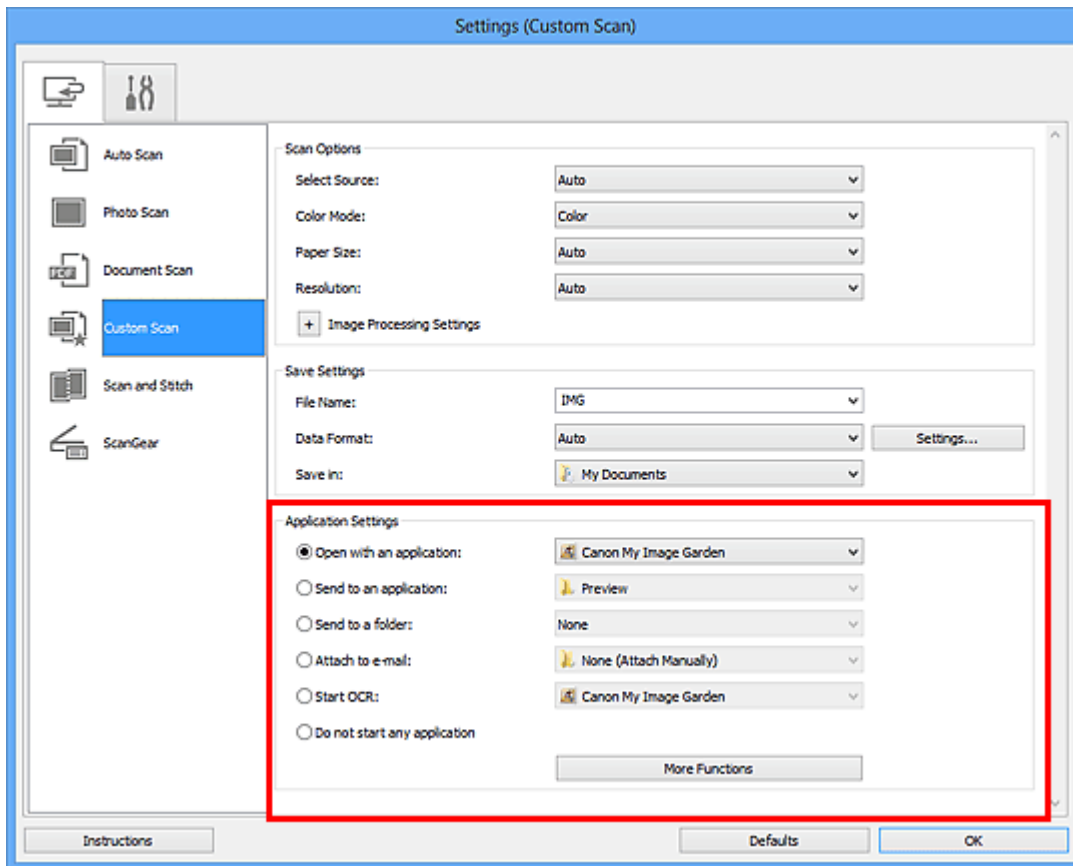 Settings (Custom Scan)
Auto Scan
Photo Scan
Document Scan
Custom Scan
Scan and Stitch
ScanGear
Scan Options
Select Source: Auto
Color Mode: Color
Paper Size: Auto
Resolution: Auto
+ Image Processing Settings
Save Settings
File Name: IMG
Data Format: Auto Settings...
Save in: My Documents
Application Settings
Open with an application: Canon My Image Garden
Send to an application: Preview
Send to a folder: None
Attach to e-mail: None (Attach Manually)
Start OCR: Canon My Image Garden
Do not start any application
More Functions
Instructions Defaults OK